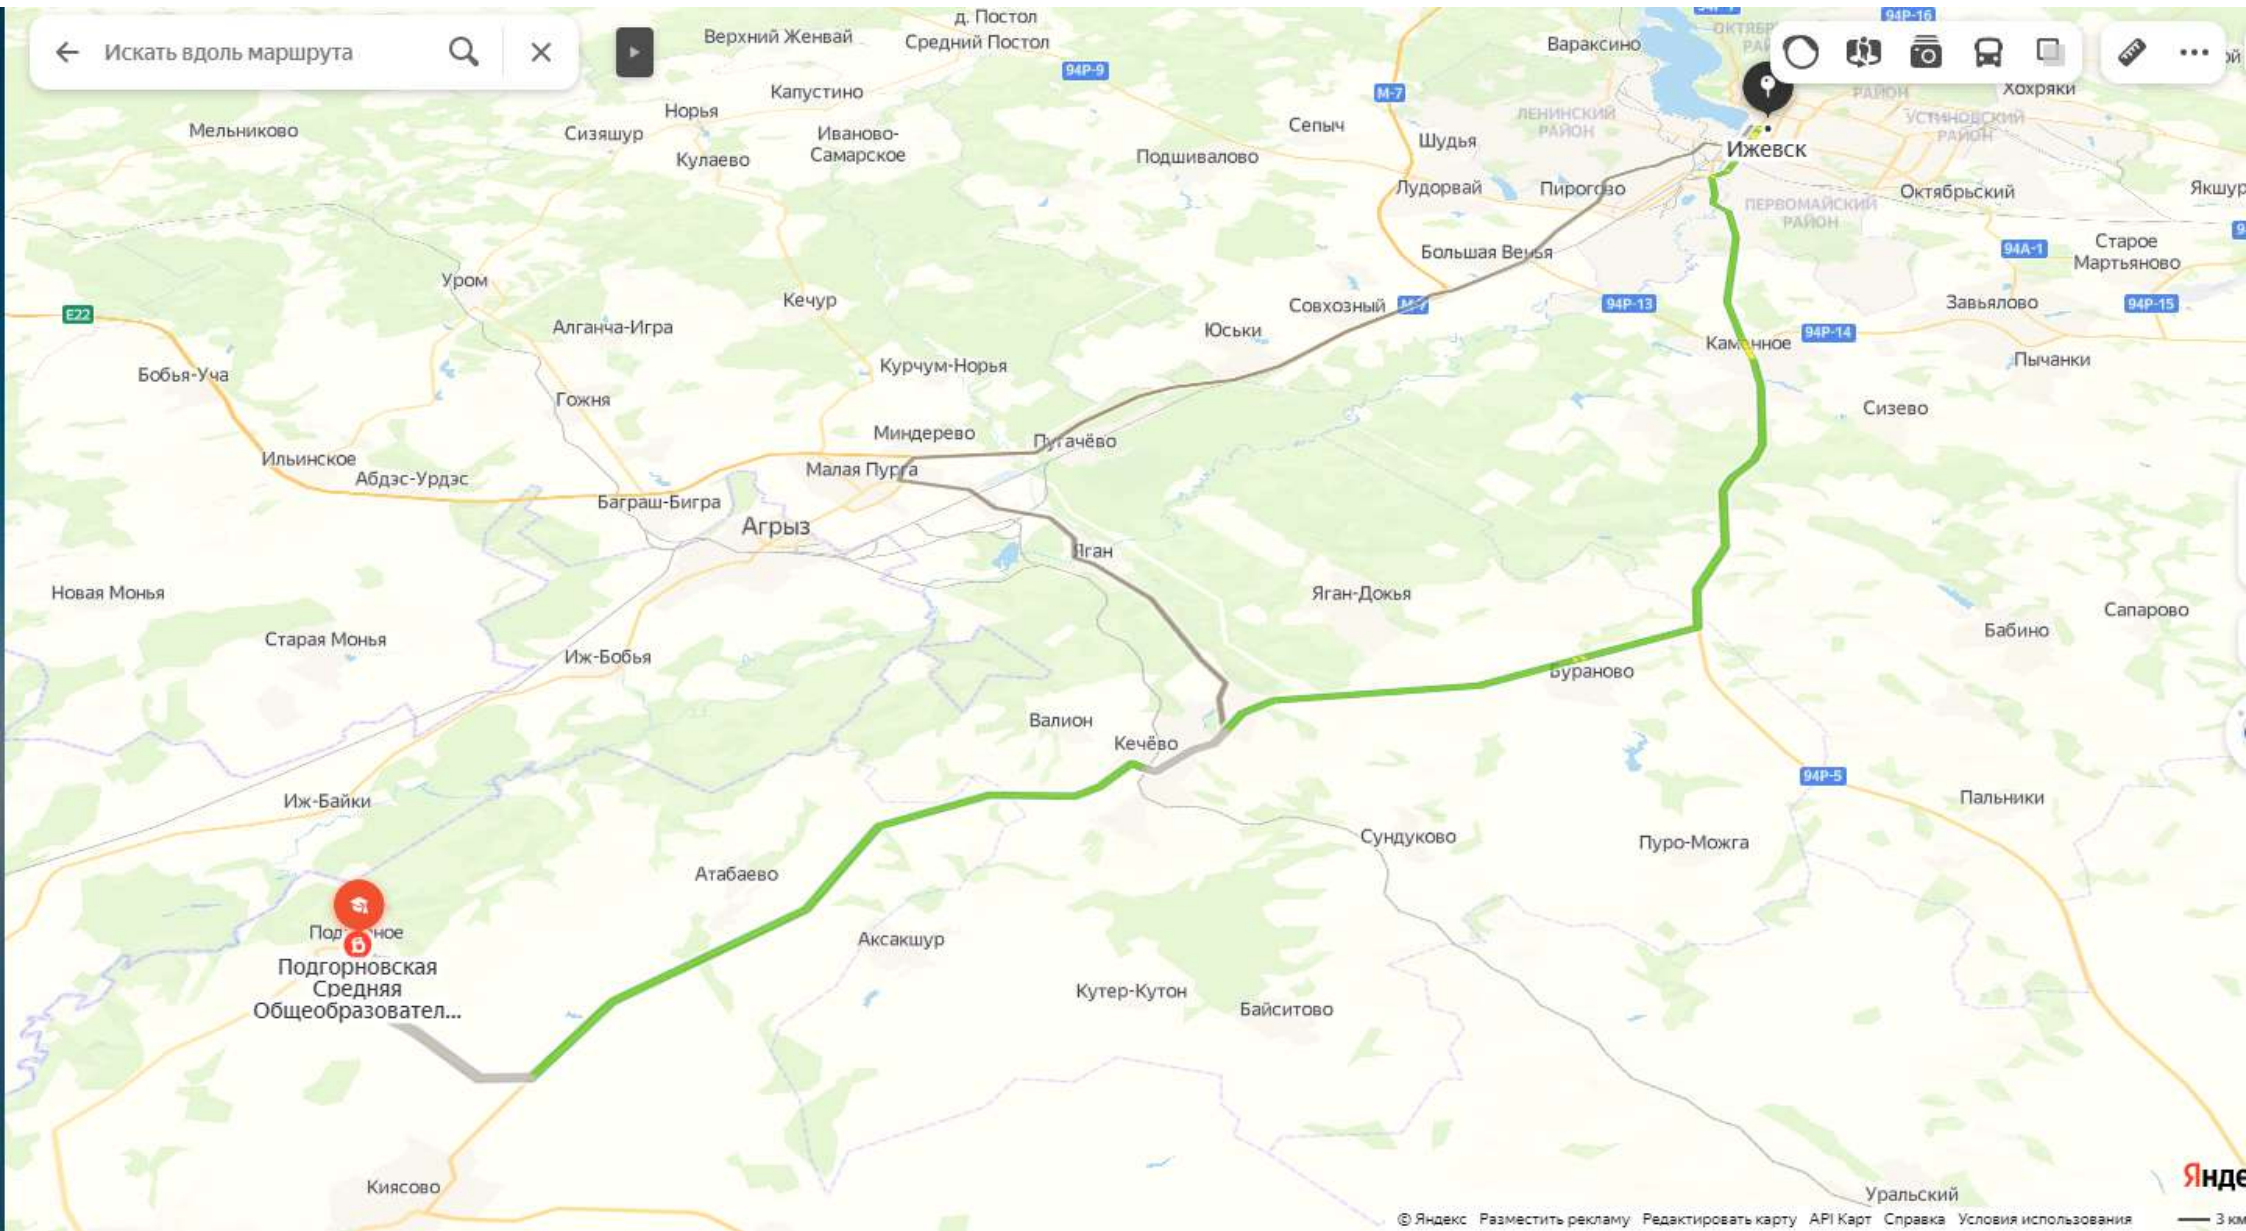 Искать вдоль маршрута
94Р-16
д. Постол
Верхний Женвай
Средний Постол
Вараксино
94Р-9
М-7
РАЙОН
Хохряки
Капустино
Норья
ЛЕНИНСКИЙ
РАЙОН
УСТИНОВСКИЙ
РАЙОН
Мельниково
Сизяшур
Иваново-
Самарское
Сепыч
Шудья
Кулаево
Подшивалово
Ижевск
Лудорвай
Пирогово
Октябрьский
ПЕРВОМАЙСКИЙ
РАЙОН
Большая Венья
94А-1
Старое
Мартьяново
Уром
Кечур
Совхозный
М-7
94Р-13
Завьялово
94Р-15
Е22
Алганча-Игра
Юськи
Каменное
94Р-14
Пычанки
Бобья-Уча
Курчум-Норья
Гожня
Сизево
Миндерево
Пугачёво
Ильинское
Абдэс-Урдэс
Малая Пурга
Баграш-Бигра
Агрыз
Яган
Новая Монья
Яган-Докья
Сапарово
Старая Монья
Бабино
Иж-Бобья
Бураново
Валион
Кечёво
94Р-5
Иж-Байки
Пальники
Сундуково
Пуро-Можга
Атабаево
Аксакшур
Подгорновская
Средняя
Общеобразовател...
Кутер-Кутон
Байситово
Киясово
Уральский
© Яндекс Разместить рекламу Редактировать карту API Карт Справка Условия использования